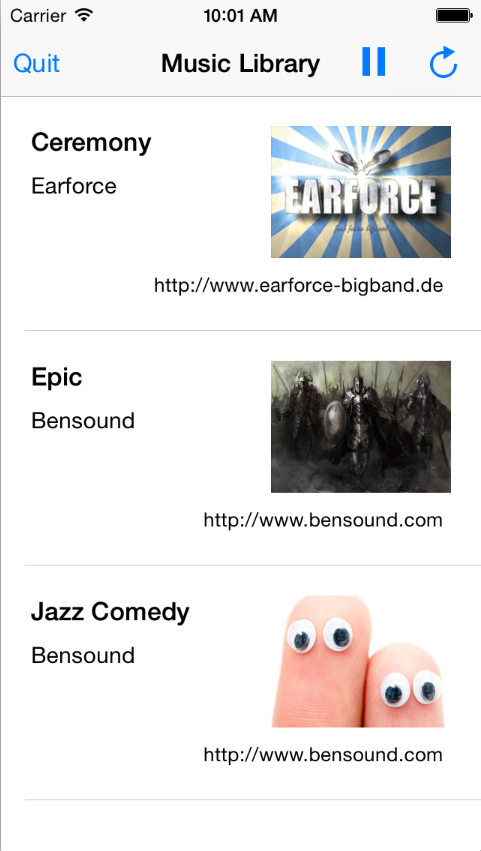 Carrier 10:01 AM
Quit Music Library
Ceremony
Earforce
EARFORCE
http://www.earforce-bigband.de
Epic
Bensound
http://www.bensound.com
Jazz Comedy
Bensound
http://www.bensound.com